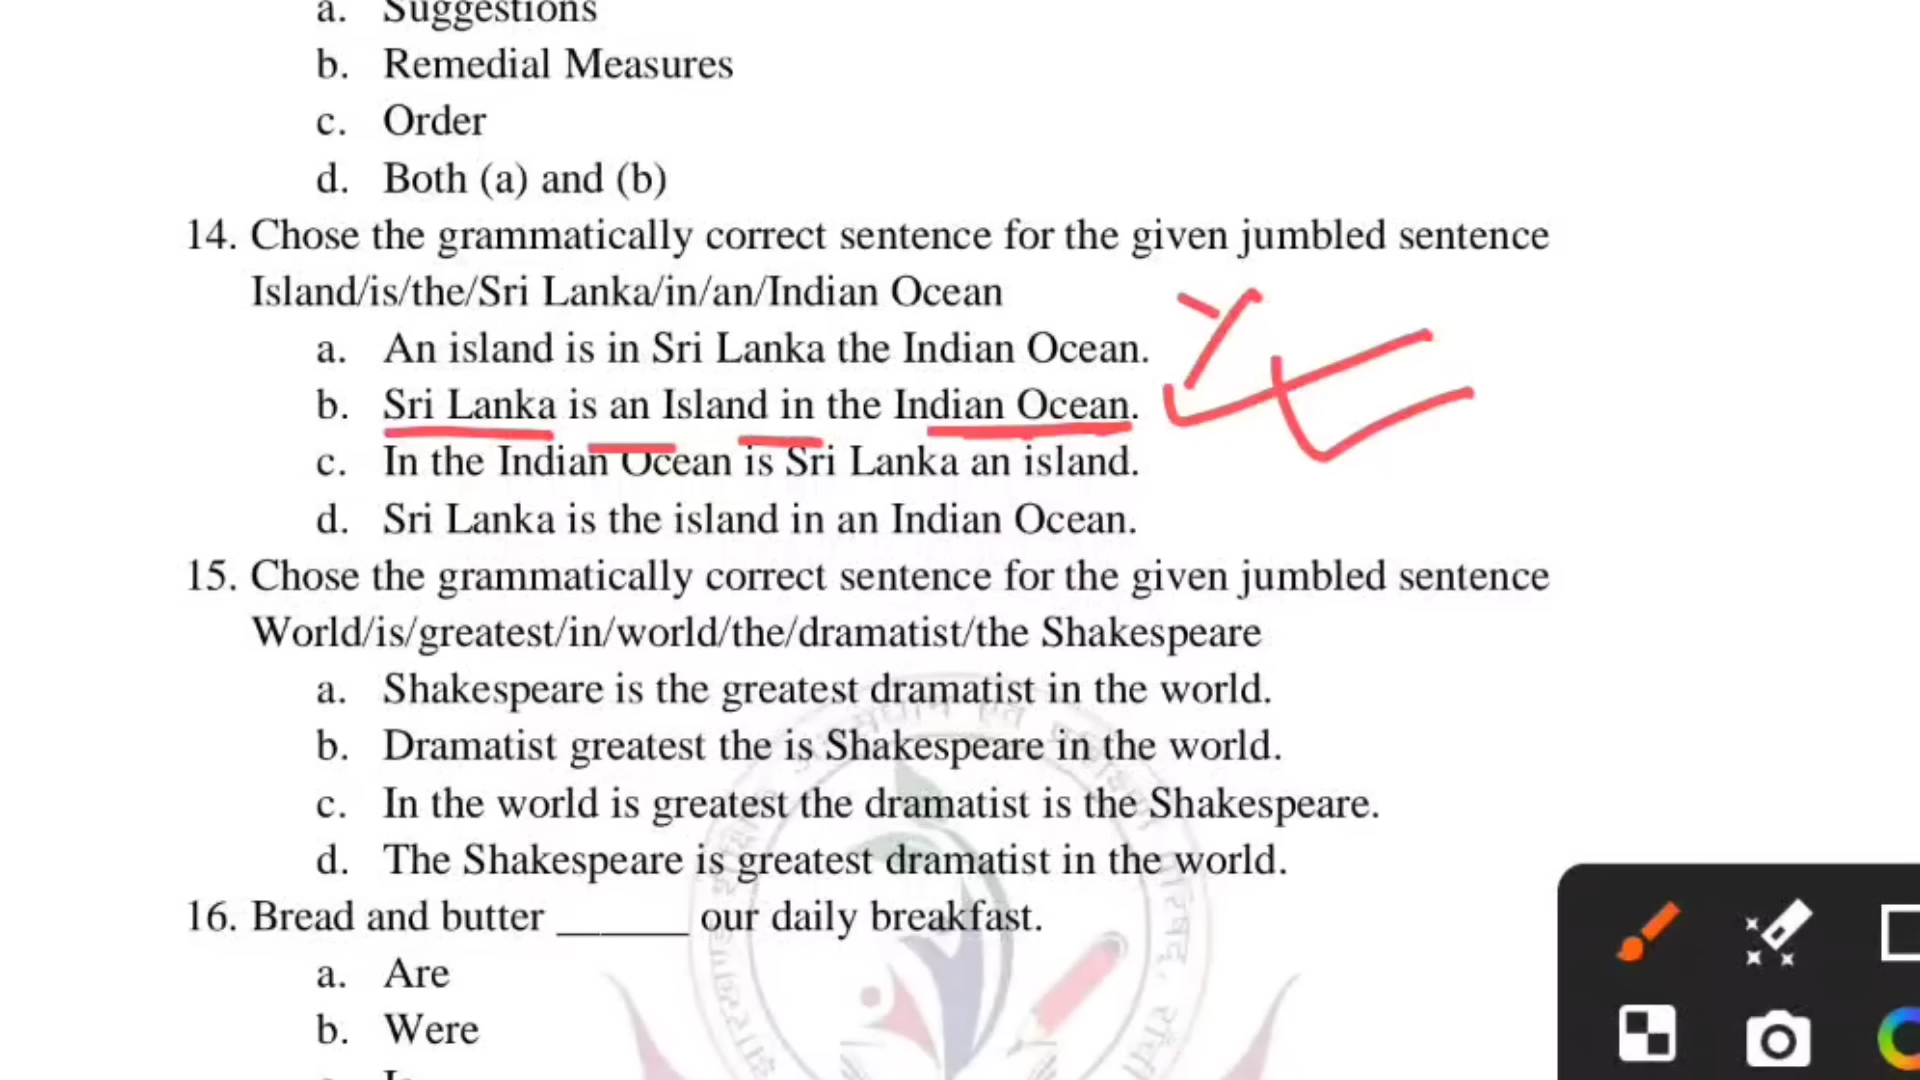 a. Suggestions
b. Remedial Measures
c. Order
d. Both (a) and (b)
14. Chose the grammatically correct sentence for the given jumbled sentence
Island/is/the/Sri Lanka/in/an/Indian Ocean
a. An island is in Sri Lanka the Indian Ocean.
b. Sri Lanka is an Island in the Indian Ocean.
c. In the Indian Ocean is Sri Lanka an island.
d. Sri Lanka is the island in an Indian Ocean.
15. Chose the grammatically correct sentence for the given jumbled sentence
World/is/greatest/in/world/the/dramatist/the Shakespeare
a. Shakespeare is the greatest dramatist in the world.
b. Dramatist greatest the is Shakespeare in the world.
c. In the world is greatest the dramatist is the Shakespeare.
d. The Shakespeare is greatest dramatist in the world.
16. Bread and butter ______ our daily breakfast.
a. Are
b. Were